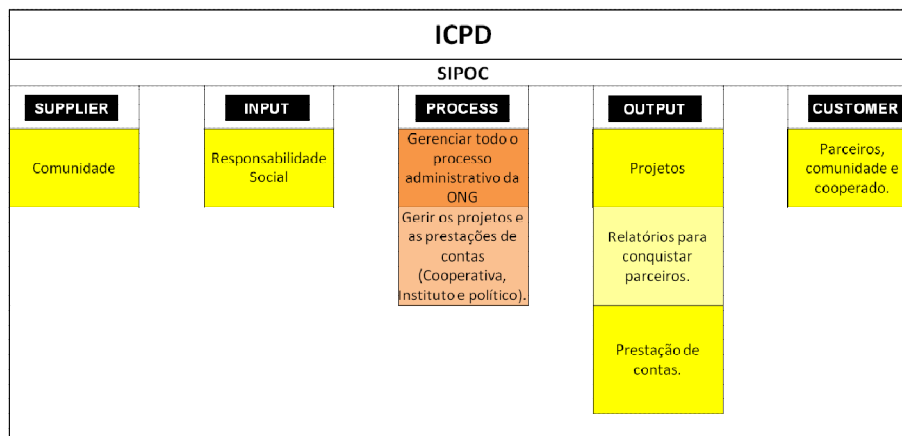 ICPD
SIPOC
SUPPLIER
INPUT
PROCESS
OUTPUT
CUSTOMER
Comunidade
Responsabilidade
Social
Gerenciar todo o
processo
administrativo da
ONG
Gerir os projetos e
as prestações de
contas
(Cooperativa,
Instituto e político).
Projetos
Relatórios para
conquistar
parceiros.
Prestação de
contas.
Parceiros,
comunidade e
cooperado.